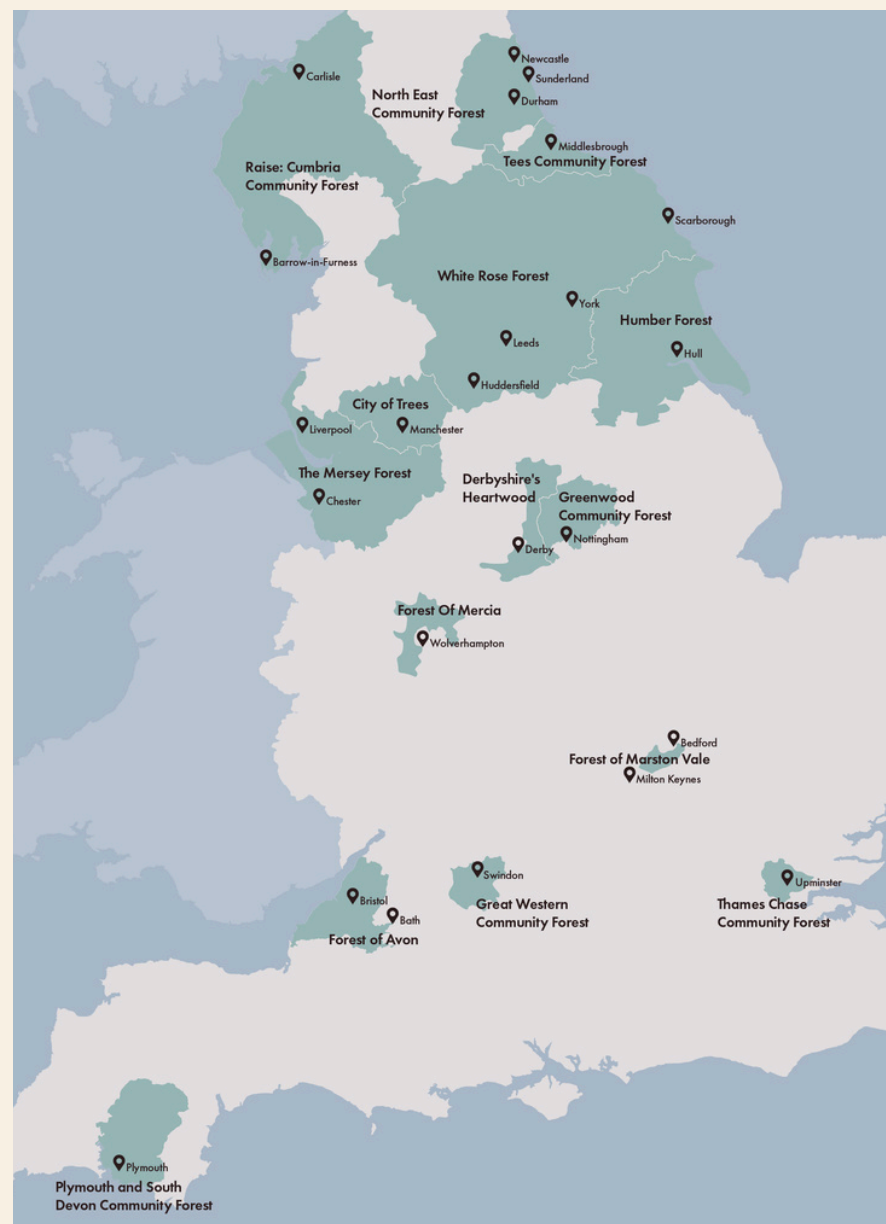 Newcastle
Carlisle
Sunderland
North East
Community Forest
Durham
Middlesbrough
Tees Community Forest
Raise: Cumbria
Community Forest
Scarborough
Barrow-in-Furness
White Rose Forest
York
Humber Forest
Leeds
Hull
Huddersfield
City of Trees
Liverpool
Manchester
The Mersey Forest
Chester
Derbyshire's
Heartwood
Greenwood
Community Forest
Derby
Nottingham
Forest Of Mercia
Wolverhampton
Bedford
Forest of Marston Vale
Milton Keynes
Swindon
Great Western
Community Forest
Upminster
Thames Chase
Community Forest
Bristol
Bath
Forest of Avon
Plymouth
Plymouth and South
Devon Community Forest